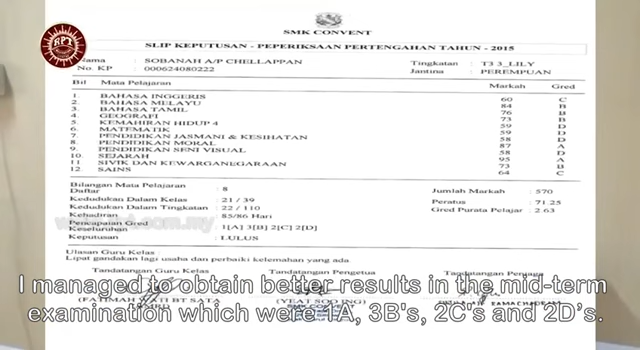 SMK CONVENT
SLIP KEPUTUSAN - PEPERIKSAAN PERTENGAHAN TAHUN - 2015
Nama : SOBANAH A/P CHELLAPPAN Tingkatan : T3 3_LILY
No. KP : 000624080222 Jantina : PEREMPUAN
Bil Mata Pelajaran Markah Gred
1. BAHASA INGGERIS 60 C
2. BAHASA MELAYU 84 B
3. BAHASA TAMIL 76 B
4. GEOGRAFI 73 B
5. KEMAHIRAN HIDUP 4 59 D
6. MATEMATIK D
7. PENDIDIKAN JASMANI & KESIHATAN
8. PENDIDIKAN MORAL 87 A
9. PENDIDIKAN SENI VISUAL 58 D
10. SEJARAH 95 A
11 SIVIK DAN KEWARGANEGARAAN 73 B
12 SAINS 64 C
Bilangan Mata Pelajaran
Daftar : 8 Jumlah Markah : 570
Kedudukan Dalam Kelas : 21 / 39 Peratus : 71.25
Kedudukan Dalam Tingkatan : 22 / 110 Gred Purata Pelajar : 2.63
Kehadiran : 85/86 Hari
Pencapaian Gred
Keseluruhan : 1[A] 3[B] 2[C] 2[D]
Keputusan : LULUS
Ulasan Guru Kelas :
Lipat gandakan lagi usaha dan perbaiki kelemahan yang ada.
Tandatangan Guru Kelas Tandatangan Pengetua Tandatangan Penjaga
I managed to obtain better results in the mid-term
examination which were 1A, 3B's, 2C's and 2D's.